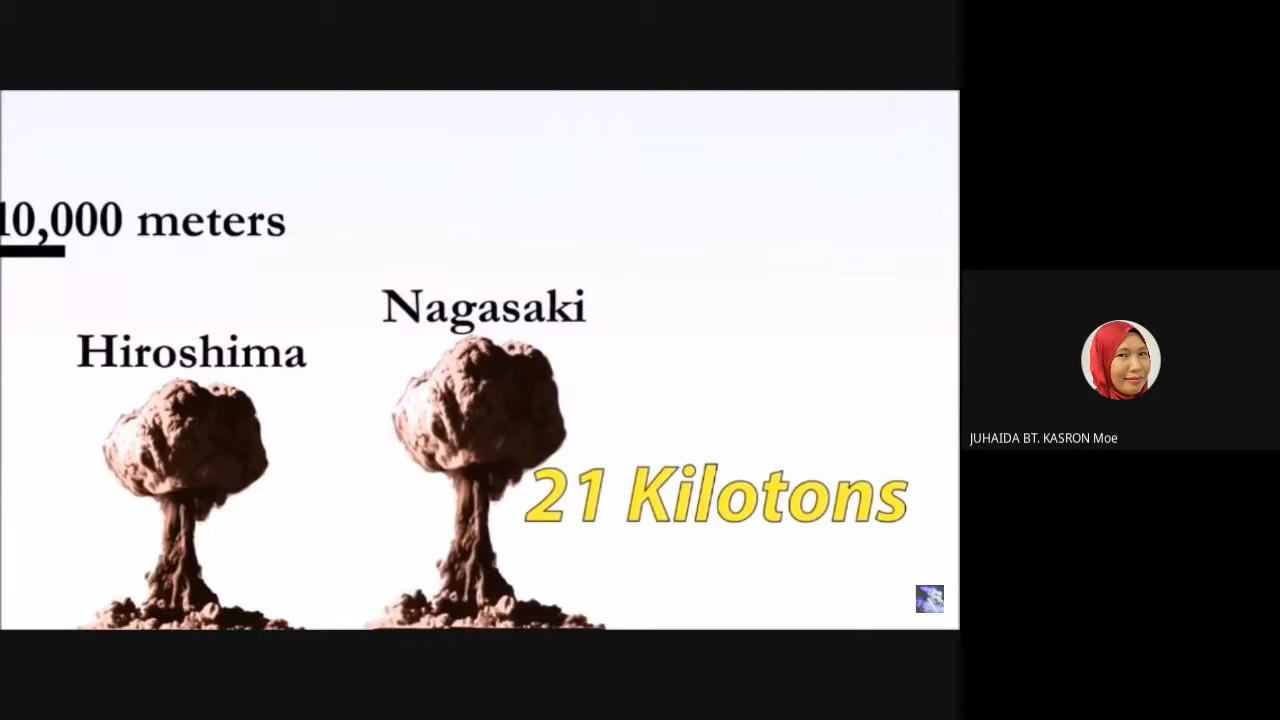 10,000 meters
Nagasaki
Hiroshima
21 Kilotons
JUHAIDA BT. KASRON Moe